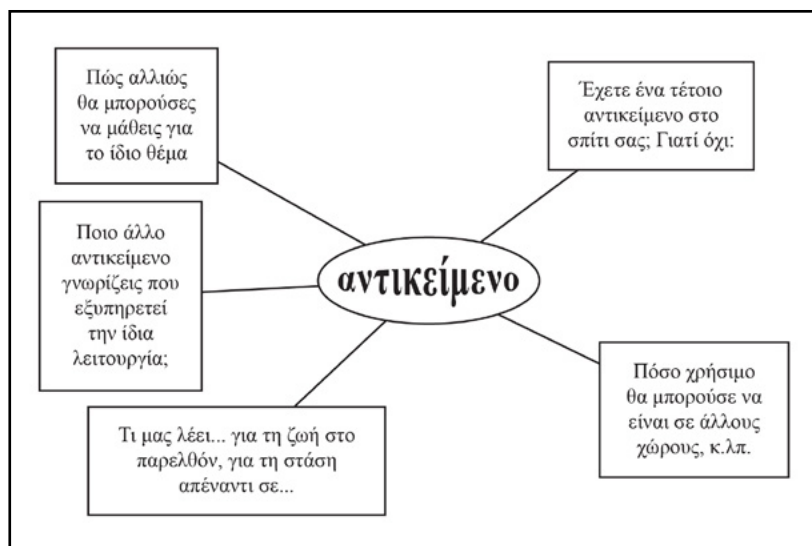 Πώς αλλιώς
θα μπορούσες
να μάθεις για
το ίδιο θέμα
Έχετε ένα τέτοιο
αντικείμενο στο
σπίτι σας; Γιατί όχι:
Ποιο άλλο
αντικείμενο
γνωρίζεις που
εξυπηρετεί
την ίδια
λειτουργία;
αντικείμενο
Πόσο χρήσιμο
θα μπορούσε να
είναι σε άλλους
χώρους, κ.λπ.
Τι μας λέει... για τη ζωή στο
παρελθόν, για τη στάση
απέναντι σε...